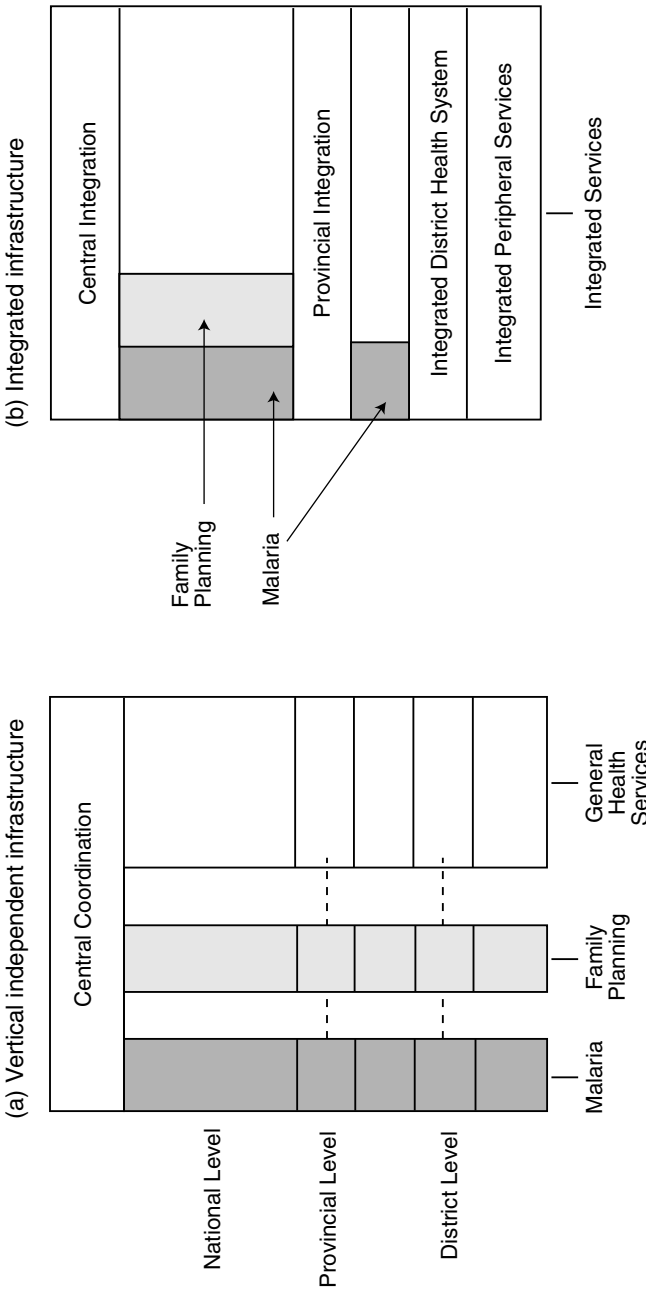 (a) Vertical independent infrastructure
Central Coordination
National Level
Provincial Level
District Level
Malaria
Family
Planning
General
Health
Services
(b) Integrated infrastructure
Central Integration
Family
Planning
Malaria
Provincial Integration
Integrated District Health System
Integrated Peripheral Services
Integrated Services